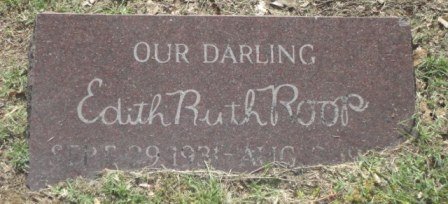 OUR DARLING
Edith Ruth Roop
SEPT. 29, 1931 - AUG.